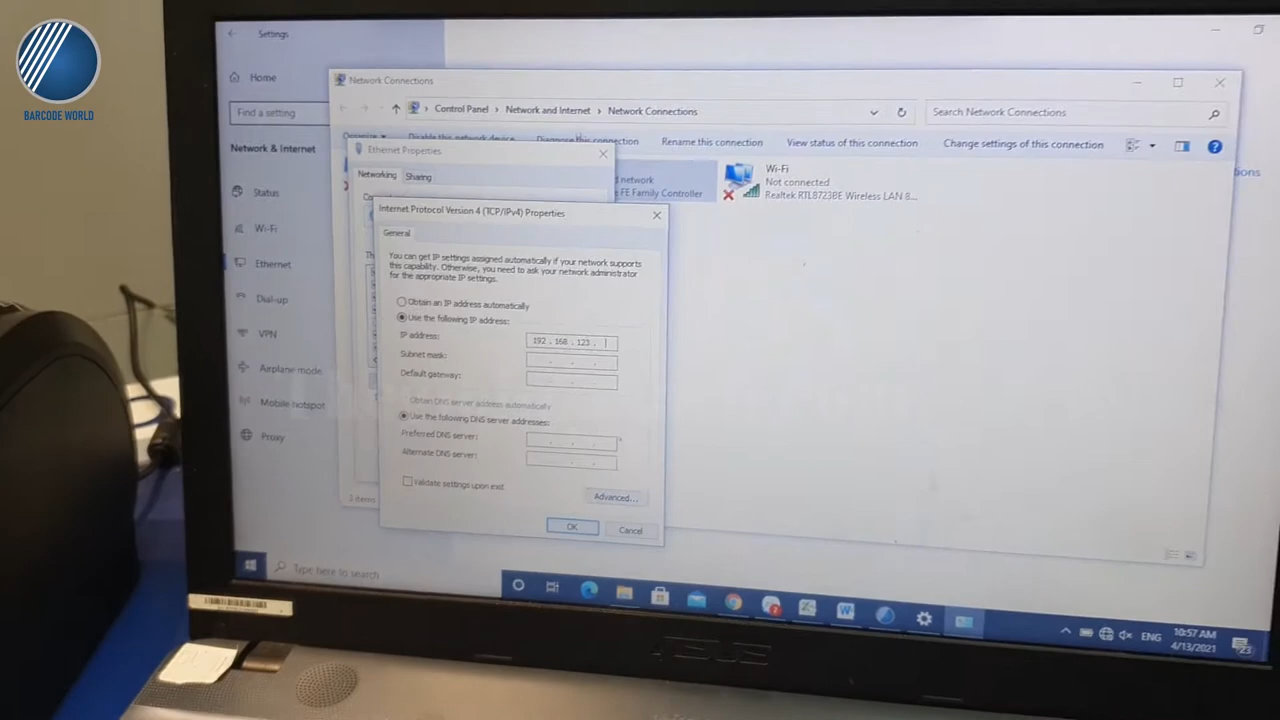 BARCODE WORLD
Settings
Home
Find a setting
Network & Internet
Status
Wi-Fi
Ethernet
Dial-up
VPN
Airplane mode
Mobile hotspot
Proxy
Network Connections
Control Panel > Network and Internet > Network Connections
Search Network Connections
Organize Disable this network device Diagnose this connection Rename this connection View status of this connection Change settings of this connection
Ethernet Properties
Networking Sharing
d network
FE Family Controller
Wi-Fi
Not connected
Realtek RTL8723BE Wireless LAN 8...
Internet Protocol Version 4 (TCP/IPv4) Properties
General
You can get IP settings assigned automatically if your network supports
this capability. Otherwise, you need to ask your network administrator
for the appropriate IP settings.
Obtain an IP address automatically
Use the following IP address:
IP address: 192 . 168 . 123 .
Subnet mask:
Default gateway:
Obtain DNS server address automatically
Use the following DNS server addresses:
Preferred DNS server:
Alternate DNS server:
Validate settings upon exit
Advanced...
OK Cancel
3 items
Type here to search
ENG
10:57 AM
4/13/2021
23
ASUS